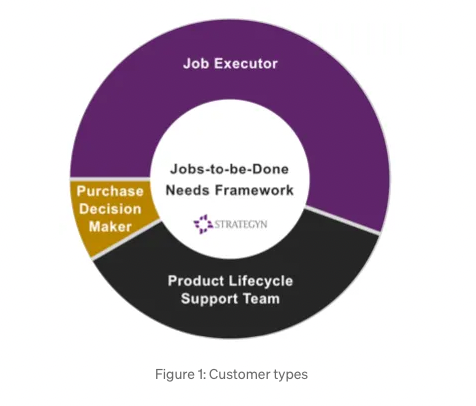 Job Executor
Jobs-to-be-Done
Needs Framework
STRATEGYN
Purchase
Decision
Maker
Product Lifecycle
Support Team
Figure 1: Customer types